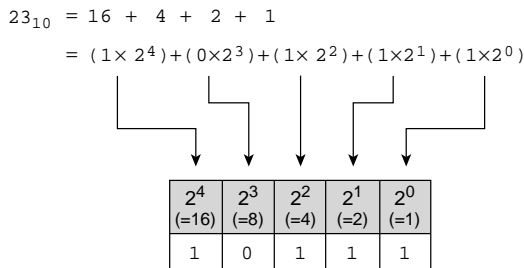 23₁₀ = 16 + 4 + 2 + 1
= (1× 2⁴)+(0×2³)+(1× 2²)+(1×2¹)+(1×2⁰)
2⁴ 2³ 2² 2¹ 2⁰
(=16) (=8) (=4) (=2) (=1)
1 0 1 1 1